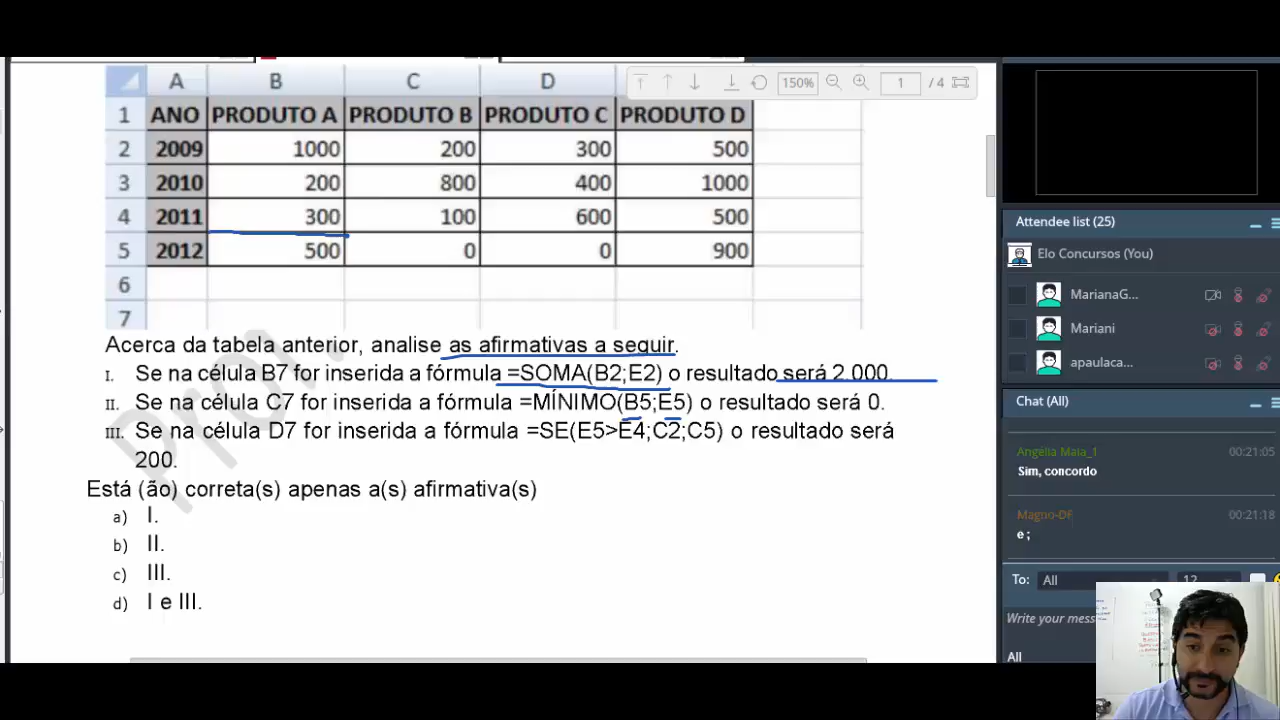 A B C D
150% 1 / 4
1 ANO PRODUTO A PRODUTO B PRODUTO C PRODUTO D
2 2009 1000 200 300 500
3 2010 200 800 400 1000
4 2011 300 100 600 500
5 2012 500 0 0 900
6
7
Acerca da tabela anterior, analise as afirmativas a seguir.
I. Se na célula B7 for inserida a fórmula =SOMA(B2;E2) o resultado será 2.000.
II. Se na célula C7 for inserida a fórmula =MÍNIMO(B5;E5) o resultado será 0.
III. Se na célula D7 for inserida a fórmula =SE(E5>E4;C2;C5) o resultado será
200.
Está (ão) correta(s) apenas a(s) afirmativa(s)
a) I.
b) II.
c) III.
d) I e III.
Prof.
Attendee list (25)
Elo Concursos (You)
MarianaG...
Mariani
apaulaca...
Chat (All)
Angélia Maia_1 00:21:05
Sim, concordo
Magno-DF 00:21:18
e ;
To: All 12
Write your mess
All